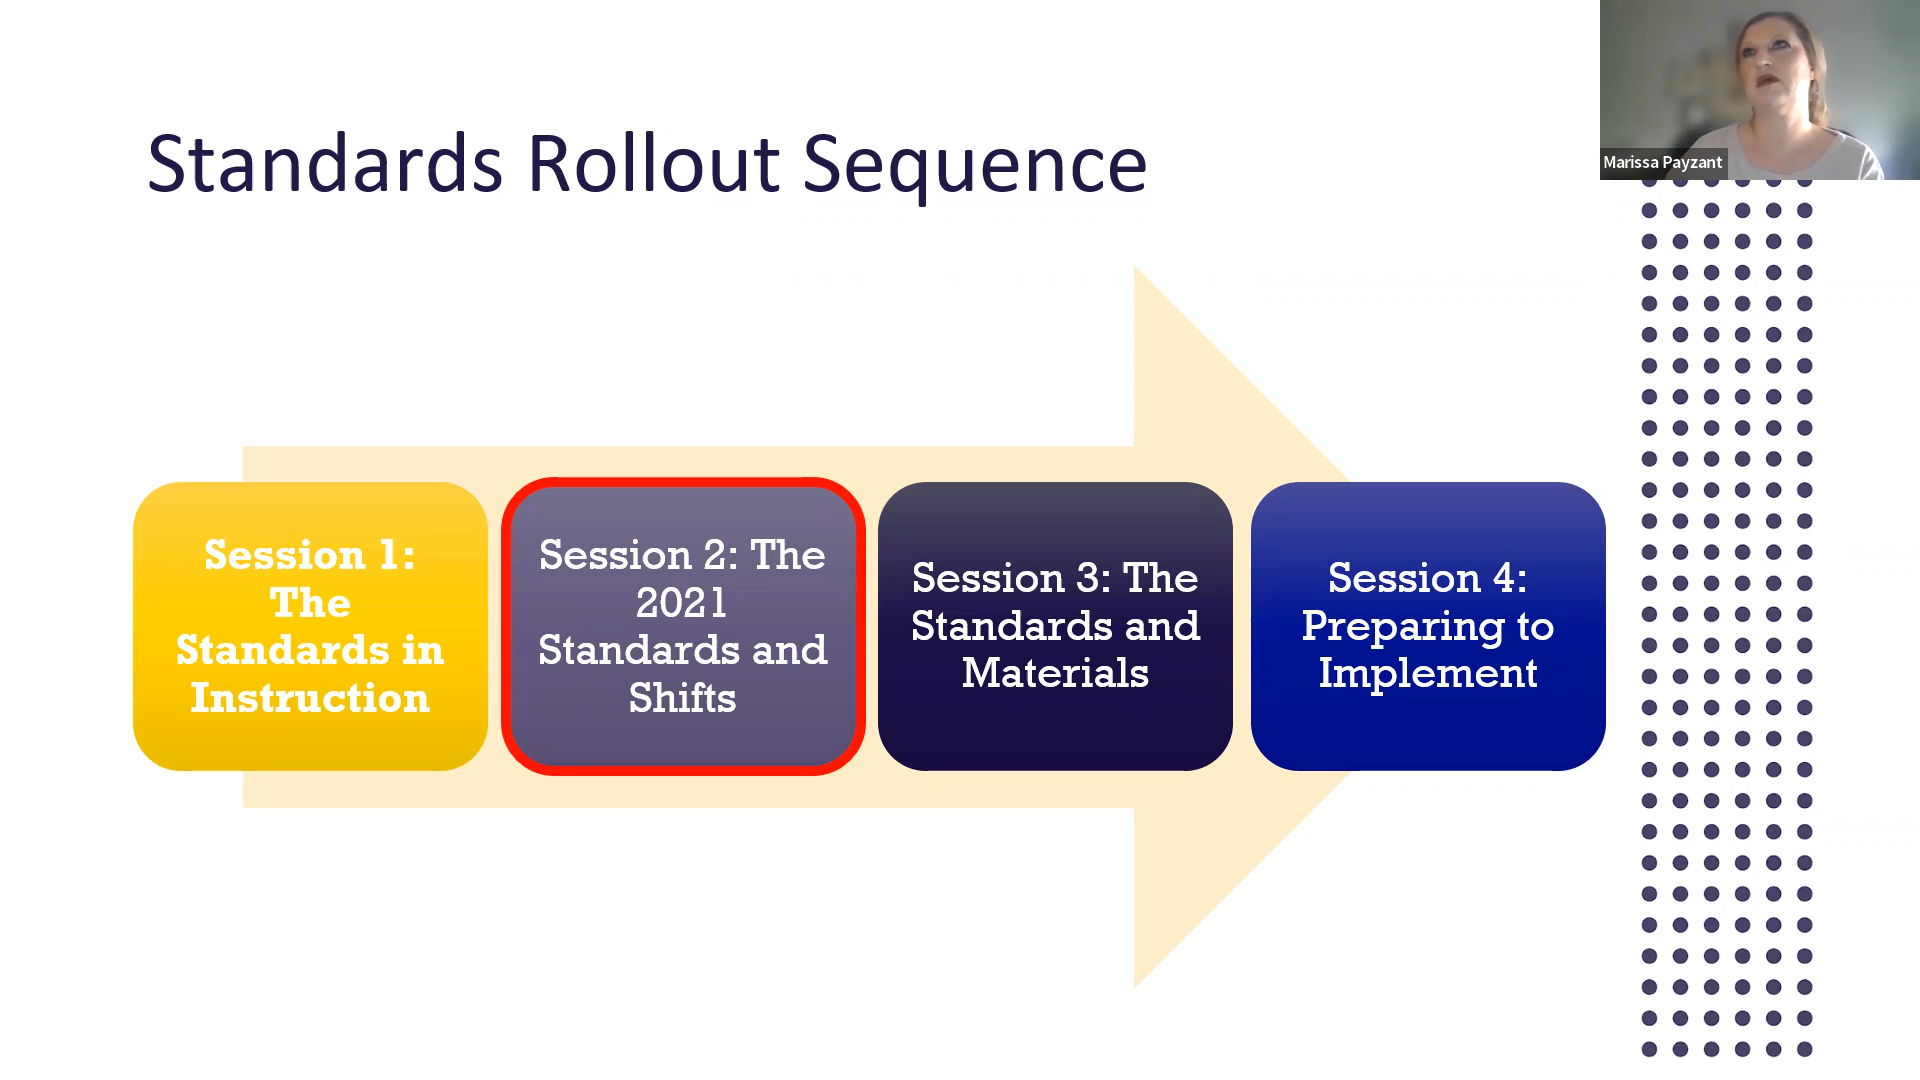 Marissa Payzant
Standards Rollout Sequence
Session 1:
The
Standards in
Instruction
Session 2: The
2021
Standards and
Shifts
Session 3: The
Standards and
Materials
Session 4:
Preparing to
Implement